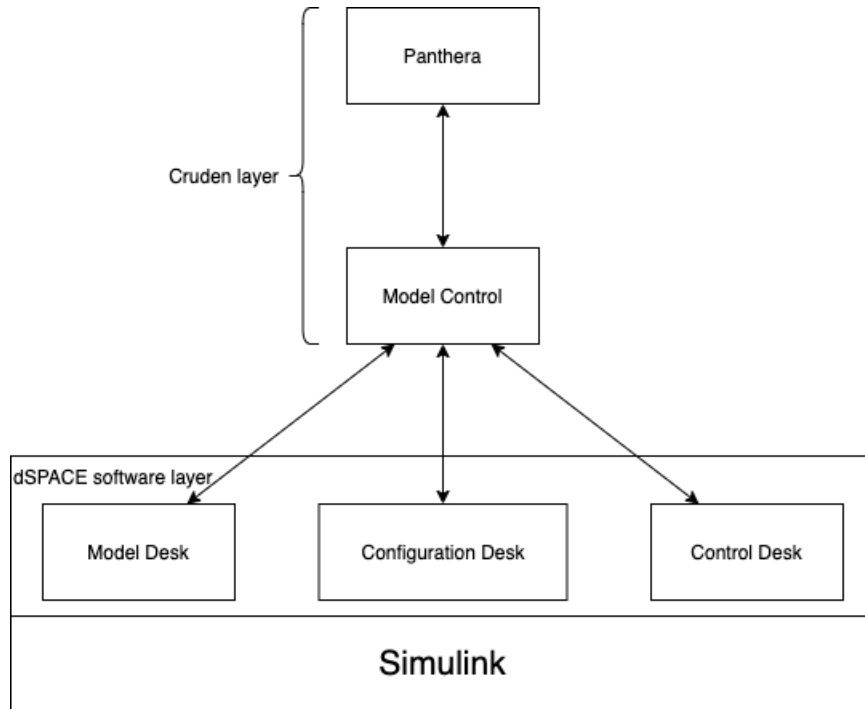 Panthera
Cruden layer
Model Control
dSPACE software layer
Model Desk
Configuration Desk
Control Desk
Simulink